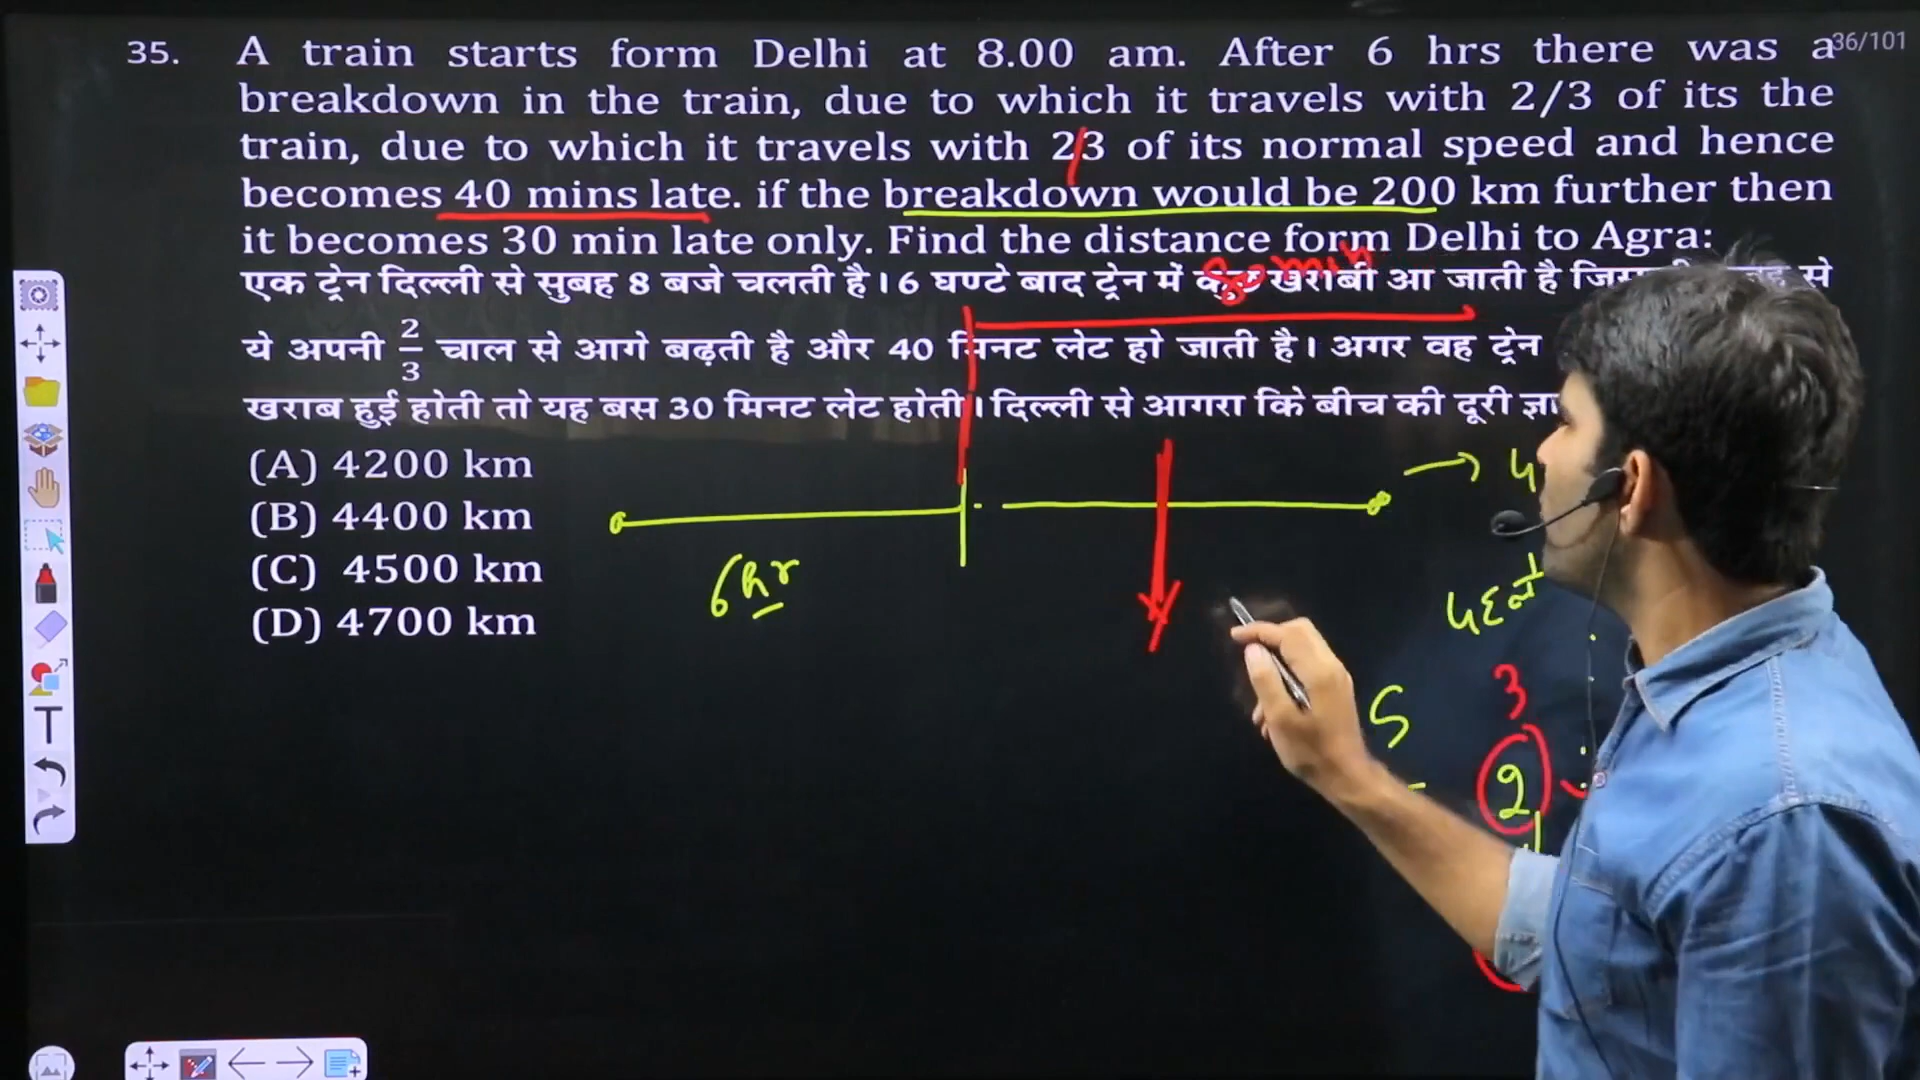 36/101
35. A train starts form Delhi at 8.00 am. After 6 hrs there was a
breakdown in the train, due to which it travels with 2/3 of its the
train, due to which it travels with 2/3 of its normal speed and hence
becomes 40 mins late. if the breakdown would be 200 km further then
it becomes 30 min late only. Find the distance form Delhi to Agra:
80 min
एक ट्रेन दिल्ली से सुबह 8 बजे चलती है। 6 घण्टे बाद ट्रेन में कुछ खराबी आ जाती है से
ये अपनी 2/3 चाल से आगे बढ़ती है और 40 मिनट लेट हो जाती है। अगर वह ट्रेन
खराब हुई होती तो यह बस 30 मिनट लेट होती। दिल्ली से आगरा कि बीच की दूरी
(A) 4200 km
(B) 4400 km
(C) 4500 km
(D) 4700 km
6hr
3
S
2
T